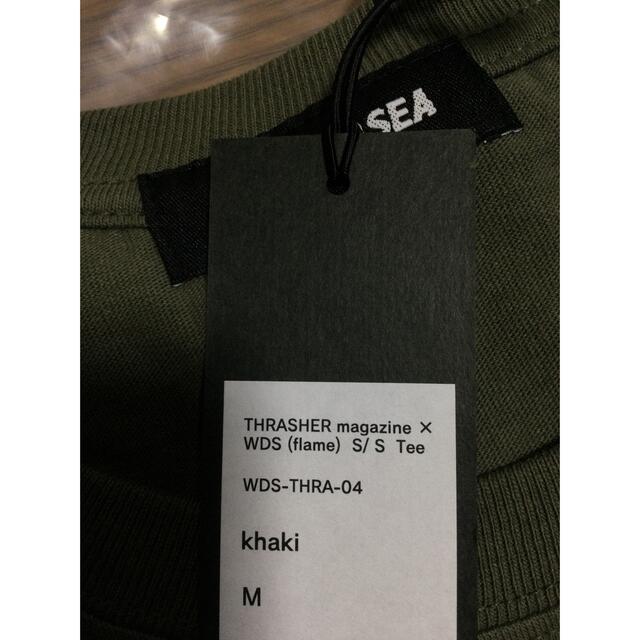 SEA
THRASHER magazine ×
WDS (flame) S/ S Tee
WDS-THRA-04
khaki
M